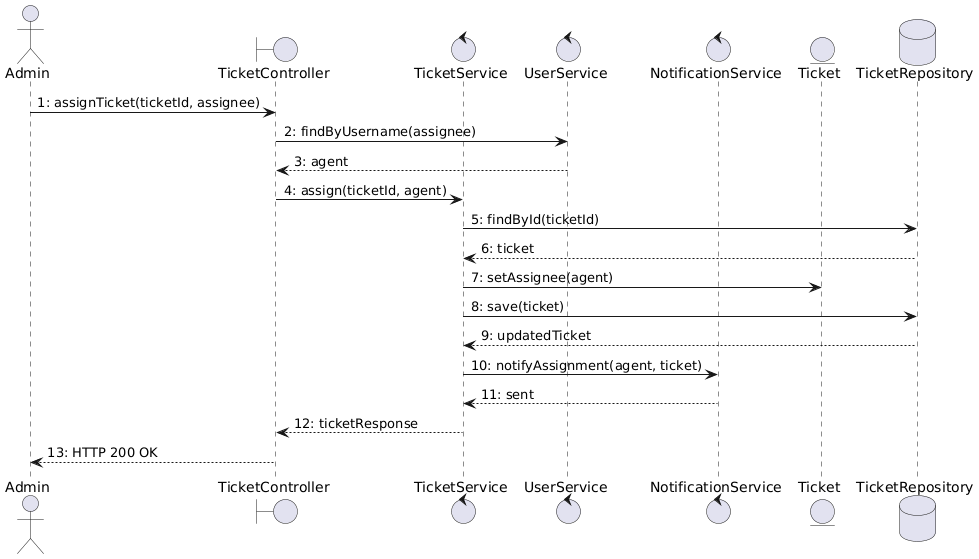 Admin TicketController TicketService UserService NotificationService Ticket TicketRepository
1: assignTicket(ticketId, assignee)
2: findByUsername(assignee)
3: agent
4: assign(ticketId, agent)
5: findById(ticketId)
6: ticket
7: setAssignee(agent)
8: save(ticket)
9: updatedTicket
10: notifyAssignment(agent, ticket)
11: sent
12: ticketResponse
13: HTTP 200 OK
Admin TicketController TicketService UserService NotificationService Ticket TicketRepository